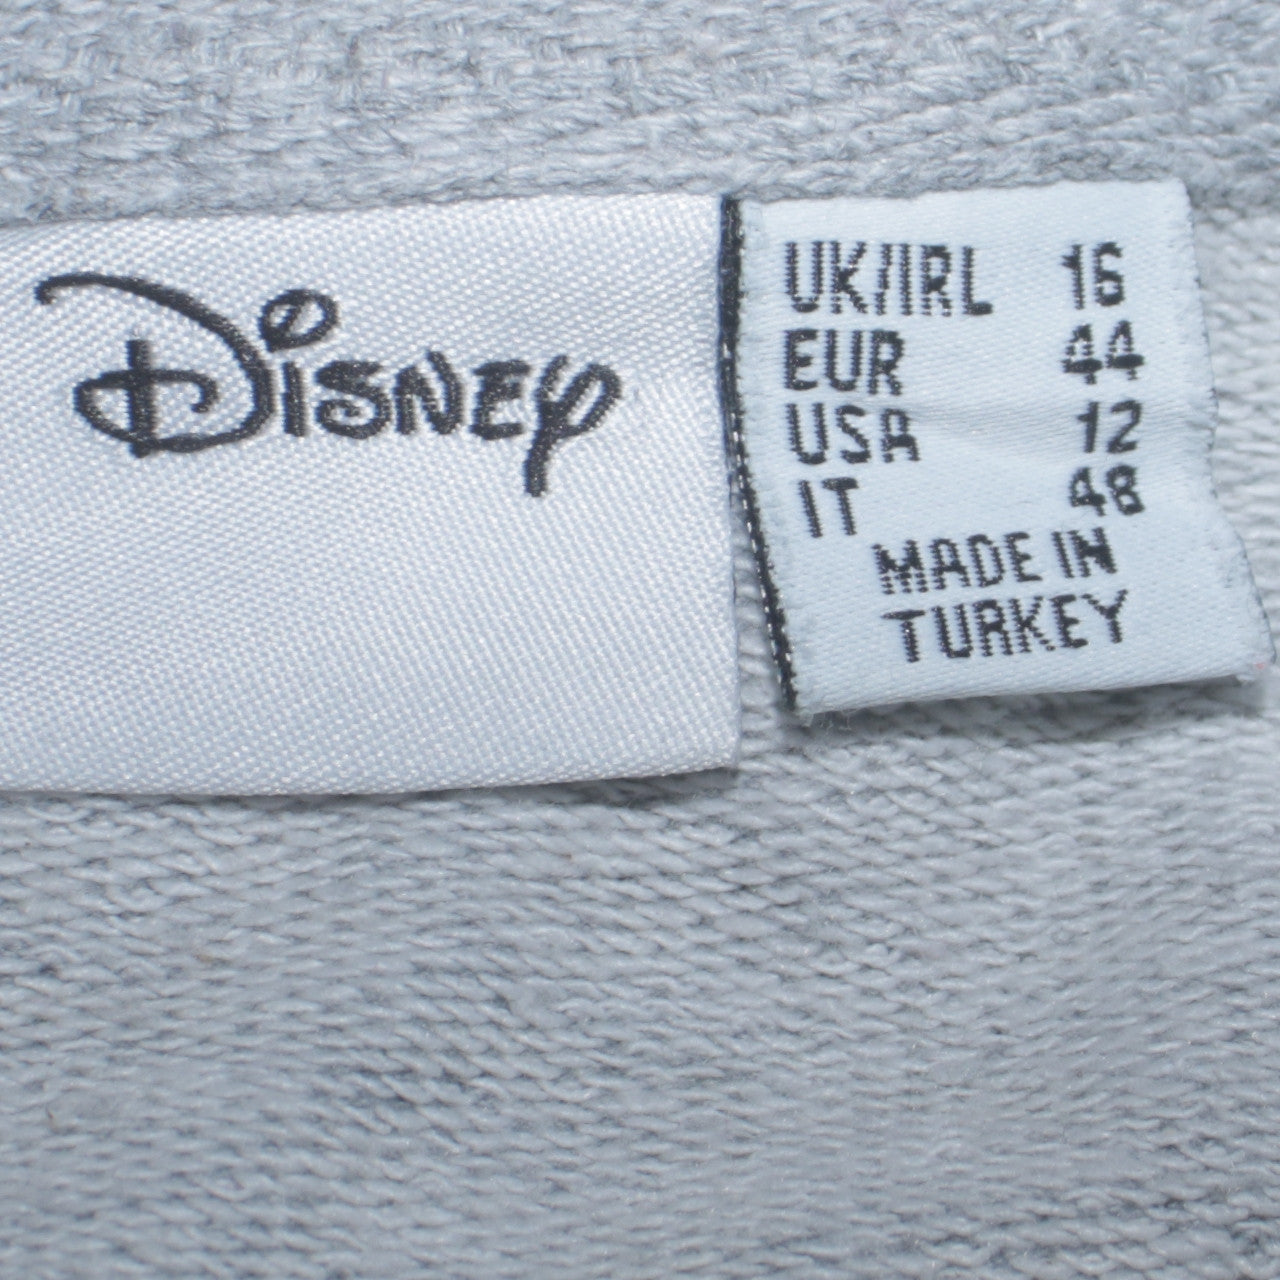 Disney
UK/IRL 16
EUR 44
USA 12
IT 48
MADE IN
TURKEY